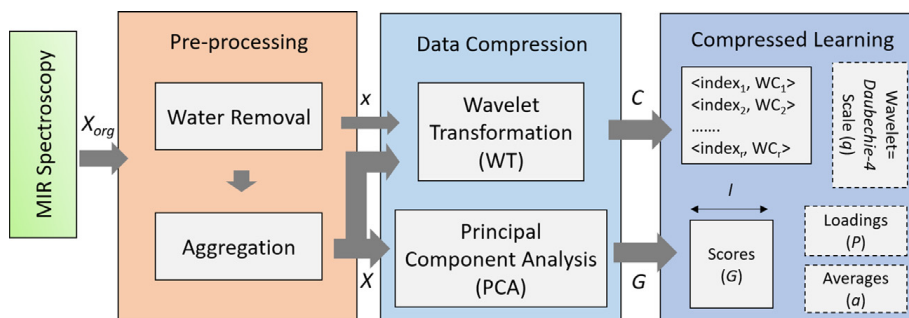 MIR Spectroscopy
X_org
Pre-processing
Water Removal
Aggregation
x
X
Data Compression
Wavelet
Transformation
(WT)
Principal
Component Analysis
(PCA)
C
G
Compressed Learning
<index₁, WC₁>
<index₂, WC₂>
.......
<indexᵣ, WCᵣ>
Wavelet=
Daubechie-4
Scale (q)
l
Scores
(G)
Loadings
(P)
Averages
(a)